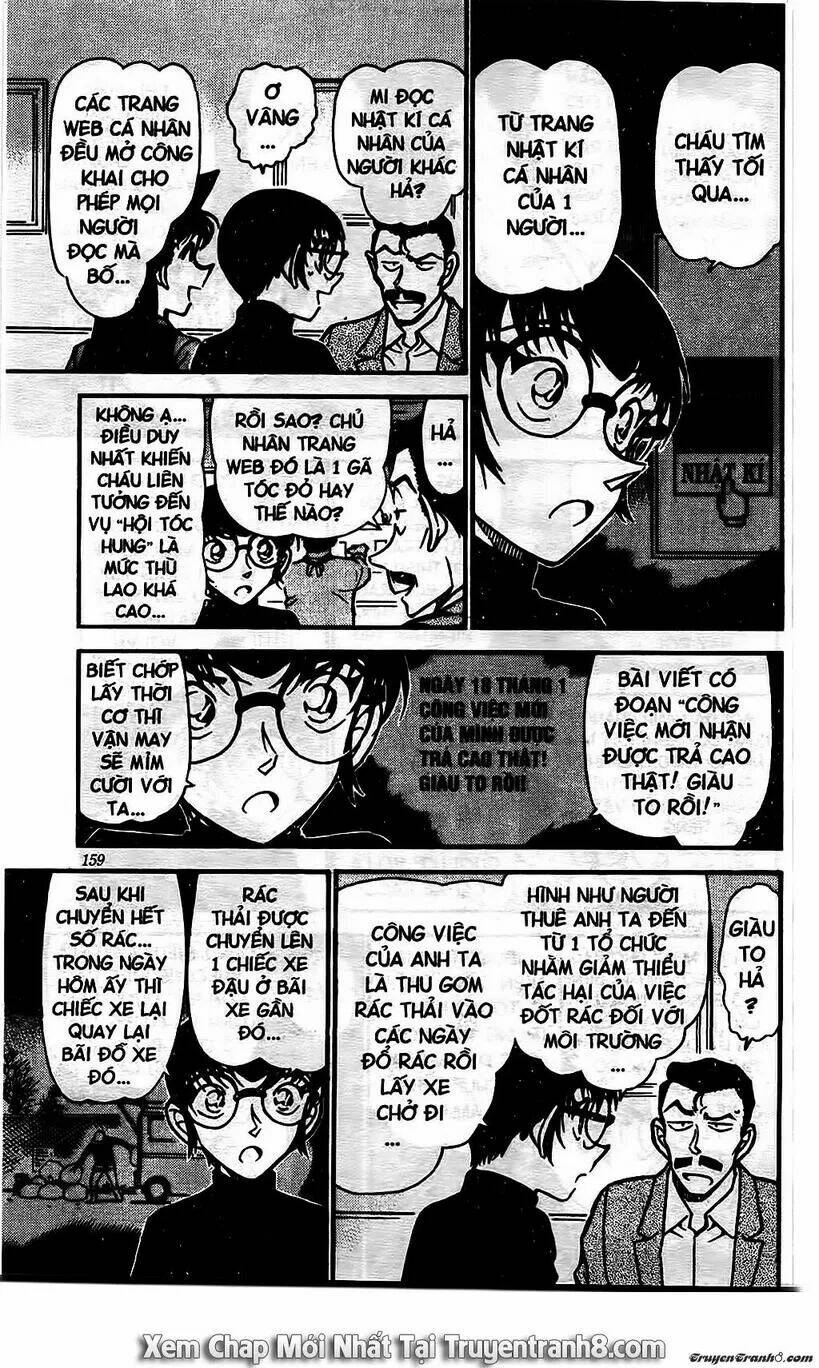 CHÁU TÌM
THẤY TỐI
QUA...
TỪ TRANG
NHẬT KÍ
CÁ NHÂN
CỦA 1
NGƯỜI...
NHẬT KÍ
MI ĐỌC
NHẬT KÍ CÁ
NHÂN CỦA
NGƯỜI KHÁC
HẢ?
Ơ
VÂNG
...
CÁC TRANG
WEB CÁ NHÂN
ĐỀU MỞ CÔNG
KHAI CHO
PHÉP MỌI
NGƯỜI
ĐỌC MÀ
BỐ...
HẢ
...
RỒI SAO? CHỦ
NHÂN TRANG
WEB ĐÓ LÀ 1 GÃ
TÓC ĐỎ HAY
THẾ NÀO?
KHÔNG Ạ...
ĐIỀU DUY
NHẤT KHIẾN
CHÁU LIÊN
TƯỞNG ĐẾN
VỤ "HỘI TÓC
HUNG" LÀ
MỨC THÙ
LAO KHÁ
CAO...
BÀI VIẾT CÓ
ĐOẠN "CÔNG
VIỆC MỚI NHẬN
ĐƯỢC TRẢ CAO
THẬT! GIÀU
TO RỒI!"
NGÀY 18 THANG 1
CÔNG VIỆC MỚI
CỦA MÌNH ĐƯỢC
TRẢ CAO THẬT!
GIÀU TO RỒI!
BIẾT CHỚP
LẤY THỜI
CƠ THÌ
VẬN MAY
SẼ MỈM
CƯỜI VỚI
TA...
159
GIÀU
TO
HẢ
?
HÌNH NHƯ NGƯỜI
THUÊ ANH TA ĐẾN
TỪ 1 TỔ CHỨC
NHẰM GIẢM THIỂU
TÁC HẠI CỦA VIỆC
ĐỐT RÁC ĐỐI VỚI
MÔI TRƯỜNG
...
CÔNG VIỆC
CỦA ANH TA
LÀ THU GOM
RÁC THẢI VÀO
CÁC NGÀY
ĐỔ RÁC RỒI
LẤY XE
CHỞ ĐI
...
RÁC
THẢI ĐƯỢC
CHUYỂN LÊN
1 CHIẾC XE
ĐẬU Ở BÃI
XE GẦN
ĐÓ...
SAU KHI
CHUYỂN HẾT
SỐ RÁC...
TRONG NGÀY
HÔM ẤY THÌ
CHIẾC XE LẠI
QUAY LẠI
BÃI ĐỖ XE
ĐÓ...
Xem Chap Mới Nhất Tại Truyentranh8.com
TruyenTranh8.com